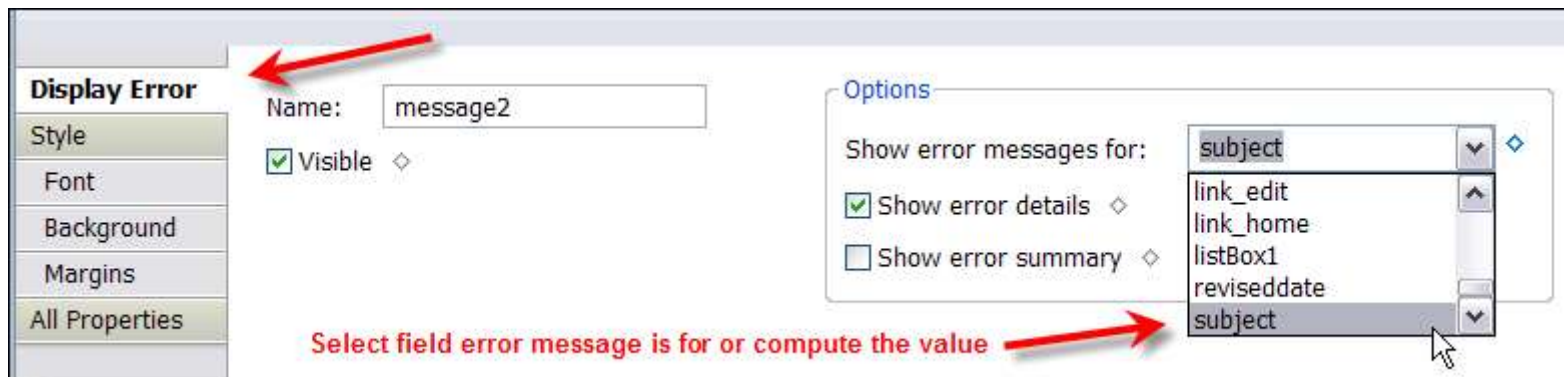 Display Error
Style
Font
Background
Margins
All Properties
Name: message2
Visible
Options
Show error messages for: subject
Show error details
Show error summary
link_edit
link_home
listBox1
reviseddate
subject
Select field error message is for or compute the value